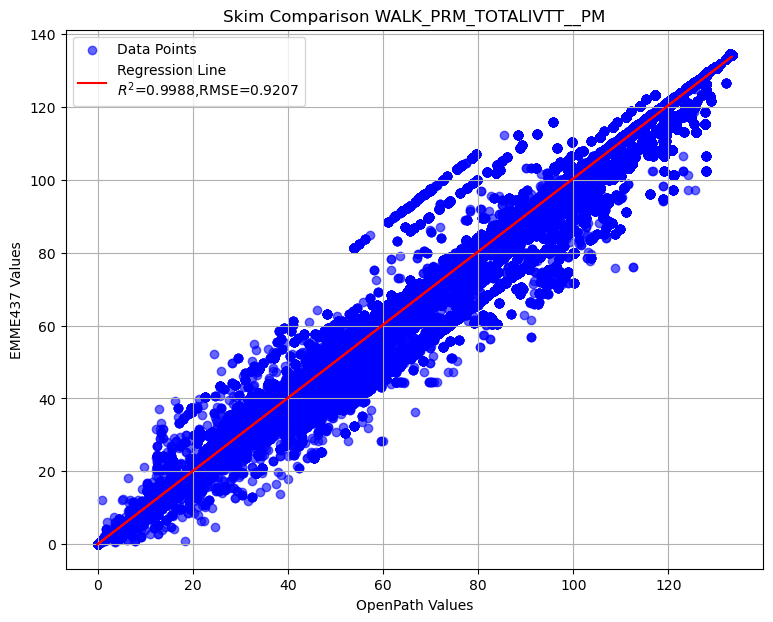 Skim Comparison WALK_PRM_TOTALIVTT__PM
Data Points
Regression Line
R²=0.9988,RMSE=0.9207
140
120
100
80
60
40
20
0
EMME437 Values
0 20 40 60 80 100 120
OpenPath Values